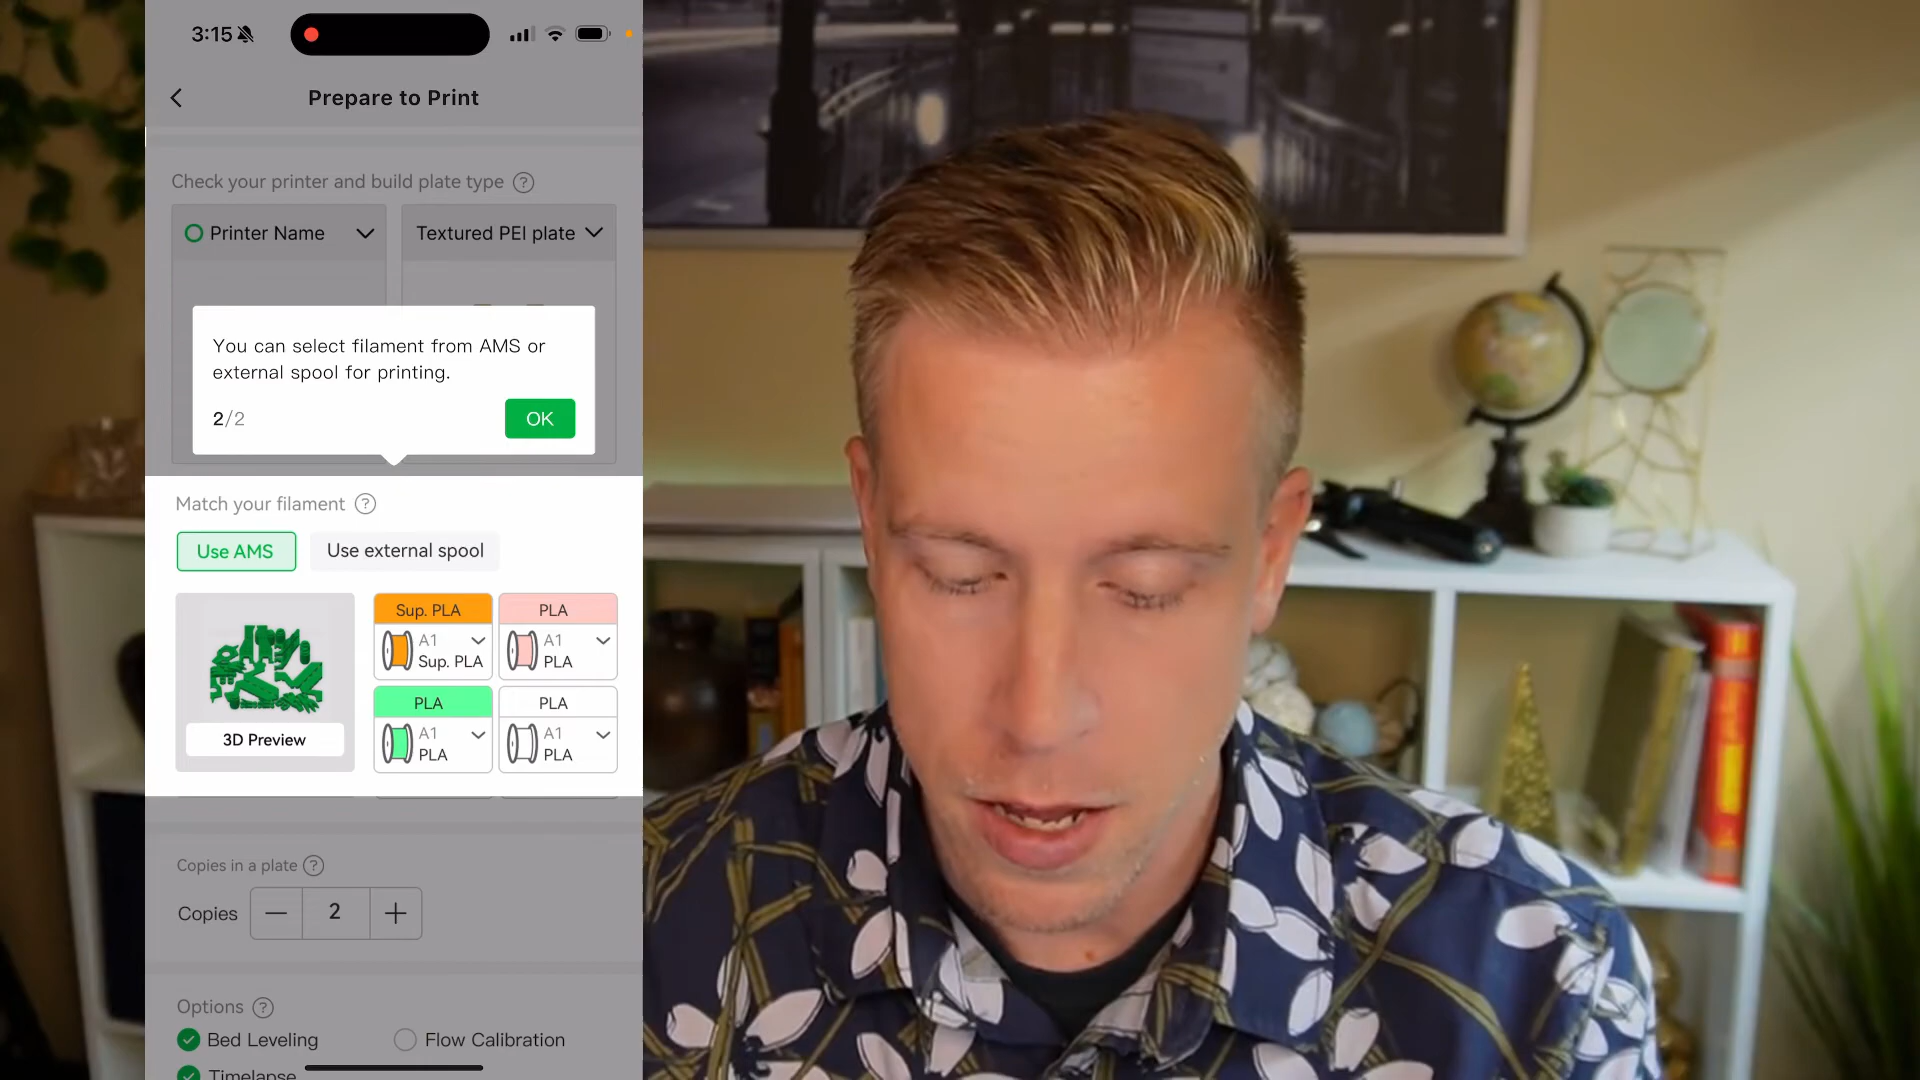 3:15
Prepare to Print
Check your printer and build plate type ?
Printer Name
Textured PEI plate
You can select filament from AMS or
external spool for printing.
2/2
OK
Match your filament ?
Use AMS
Use external spool
Sup. PLA
PLA
A1
Sup. PLA
A1
PLA
PLA
PLA
A1
PLA
A1
PLA
3D Preview
Copies in a plate ?
Copies
2
Options ?
Bed Leveling
Flow Calibration
Timelapse